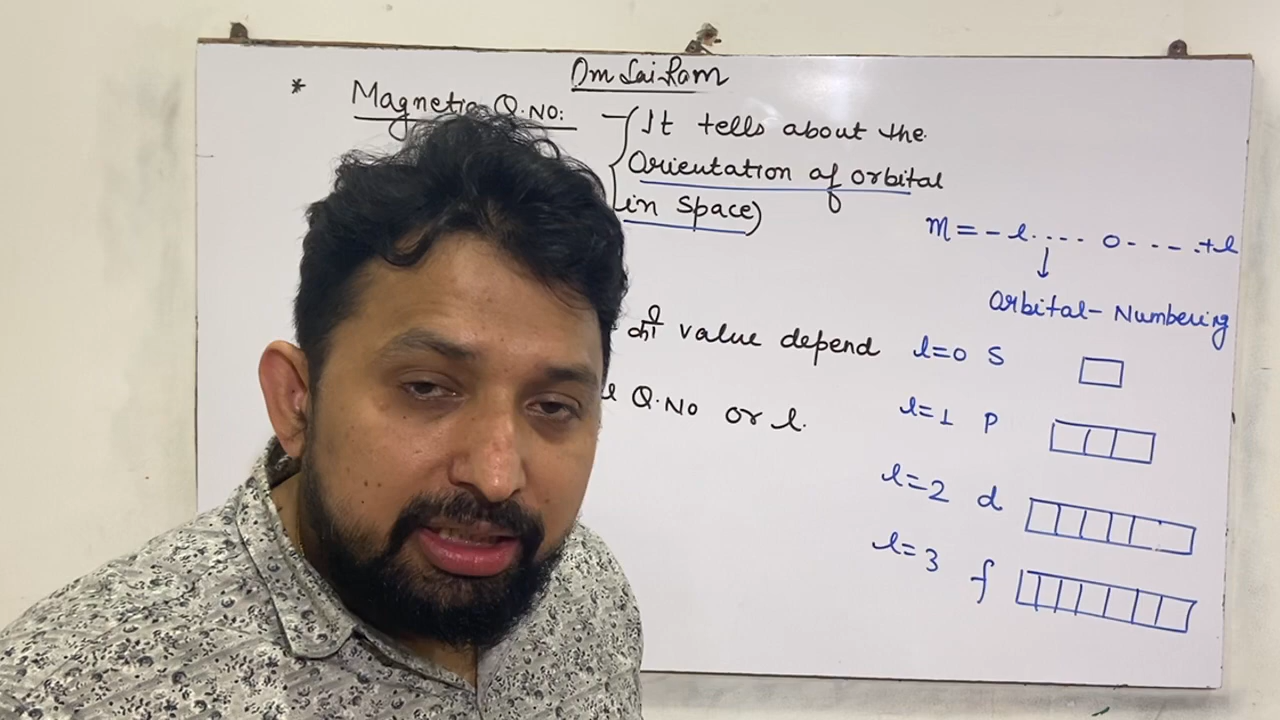 Om Sai Ram
* Magnetic Q.NO:
It tells about the
Orientation of orbital
in Space)
m = - l .... 0 - - - . +l
Orbital - Numbering
की value depend
Q.No or l.
l=0 S
l=1 P
l=2 d
l=3 f